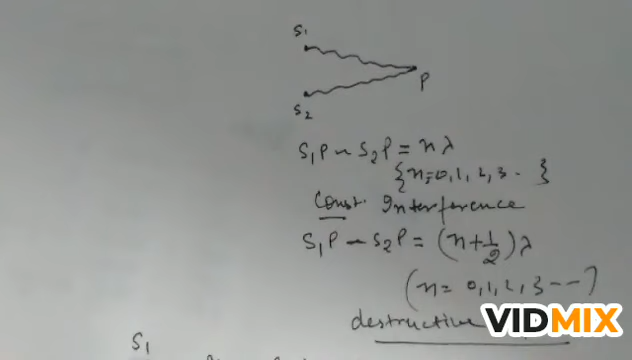 S1
P
S2
S1P ~ S2P = nλ
{n=0,1,2,3 - }
Const. Interference
S1P ~ S2P = (n+1/2)λ
(n= 0,1,2,3 ---)
destructive
VIDMIX
S1